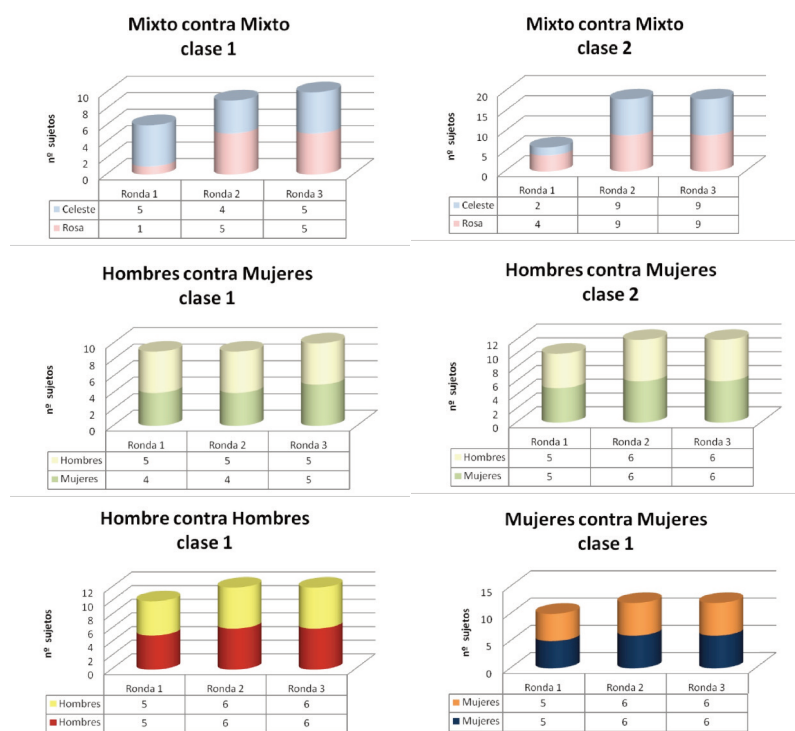 Mixto contra Mixto
clase 1
nº sujetos
10
8
6
4
2
0
Ronda 1 Ronda 2 Ronda 3
Celeste 5 4 5
Rosa 1 5 5
Mixto contra Mixto
clase 2
nº sujetos
20
15
10
5
0
Ronda 1 Ronda 2 Ronda 3
Celeste 2 9 9
Rosa 4 9 9
Hombres contra Mujeres
clase 1
nº sujetos
10
8
6
4
2
0
Ronda 1 Ronda 2 Ronda 3
Hombres 5 5 5
Mujeres 4 4 5
Hombres contra Mujeres
clase 2
nº sujetos
12
10
8
6
4
2
0
Ronda 1 Ronda 2 Ronda 3
Hombres 5 6 6
Mujeres 5 6 6
Hombre contra Hombres
clase 1
nº sujetos
12
10
8
6
4
2
0
Ronda 1 Ronda 2 Ronda 3
Hombres 5 6 6
Hombres 5 6 6
Mujeres contra Mujeres
clase 1
nº sujetos
15
10
5
0
Ronda 1 Ronda 2 Ronda 3
Mujeres 5 6 6
Mujeres 5 6 6